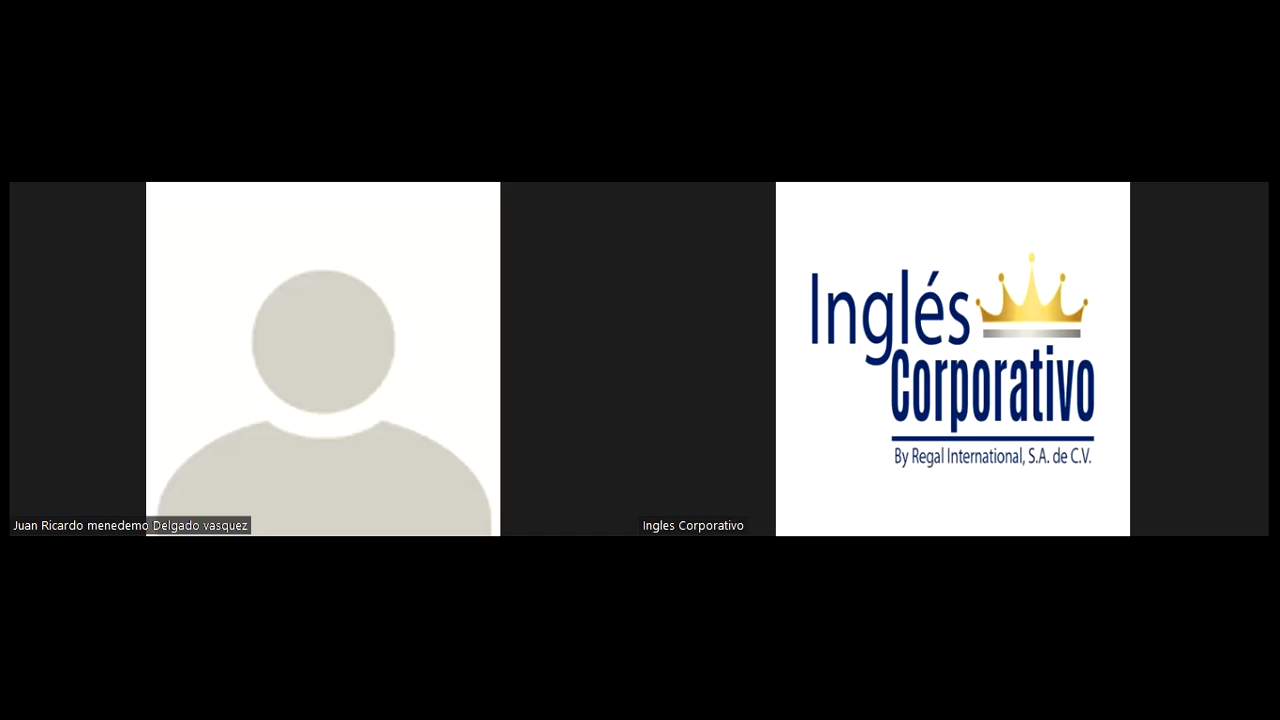 Inglés
Corporativo
By Regal International, S.A. de C.V.
Juan Ricardo menedemo Delgado vasquez
Ingles Corporativo